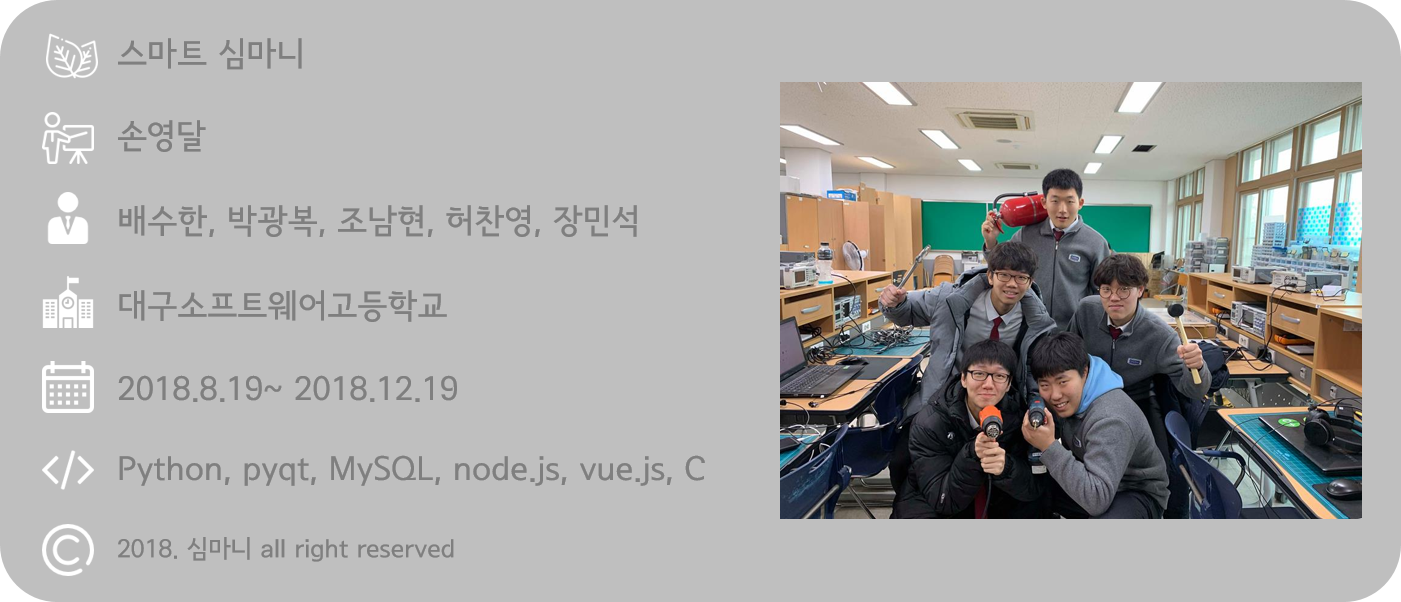 스마트 심마니
손영달
배수한, 박광복, 조남현, 허찬영, 장민석
대구소프트웨어고등학교
2018.8.19~ 2018.12.19
Python, pyqt, MySQL, node.js, vue.js, C
2018. 심마니 all right reserved